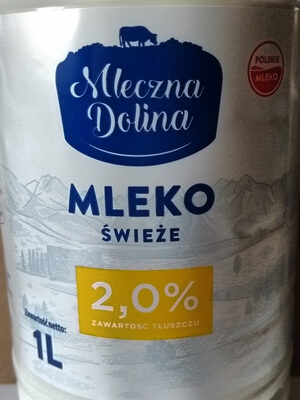 Mleczna
Dolina
POLSKIE
MLEKO
MLEKO
ŚWIEŻE
2,0%
ZAWARTOŚĆ TŁUSZCZU
Zawartość netto:
1L